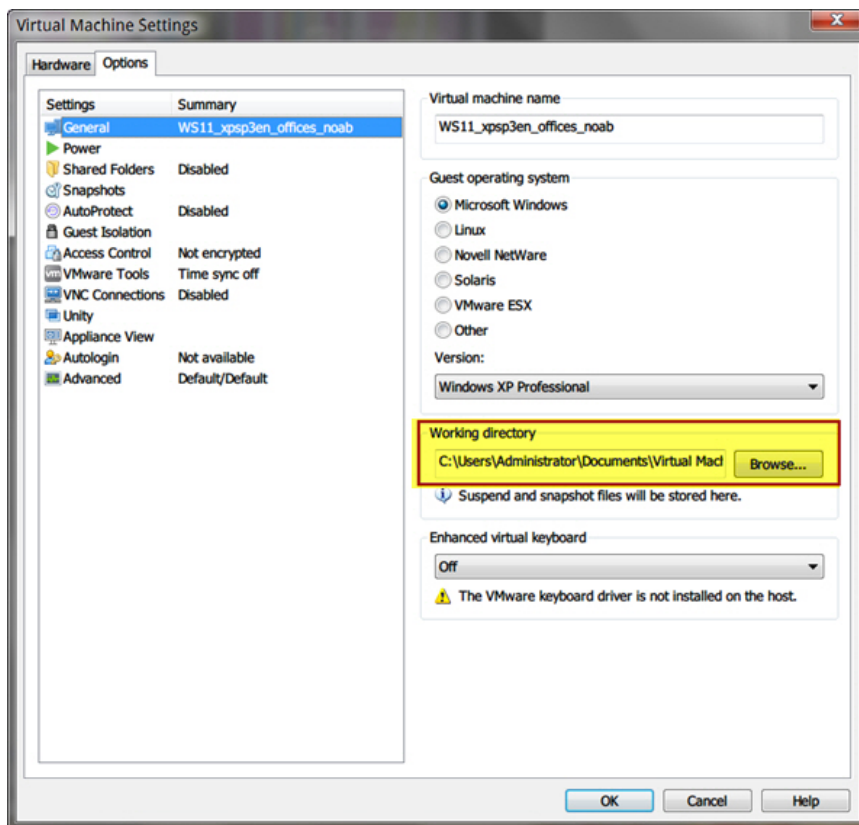 Virtual Machine Settings
Hardware Options
Settings Summary
General WS11_xpsp3en_offices_noab
Power
Shared Folders Disabled
Snapshots
AutoProtect Disabled
Guest Isolation
Access Control Not encrypted
vm VMware Tools Time sync off
VNC Connections Disabled
Unity
Appliance View
Autologin Not available
Advanced Default/Default
Virtual machine name
WS11_xpsp3en_offices_noab
Guest operating system
Microsoft Windows
Linux
Novell NetWare
Solaris
VMware ESX
Other
Version:
Windows XP Professional
Working directory
C:\Users\Administrator\Documents\Virtual Macl Browse...
Suspend and snapshot files will be stored here.
Enhanced virtual keyboard
Off
The VMware keyboard driver is not installed on the host.
OK Cancel Help